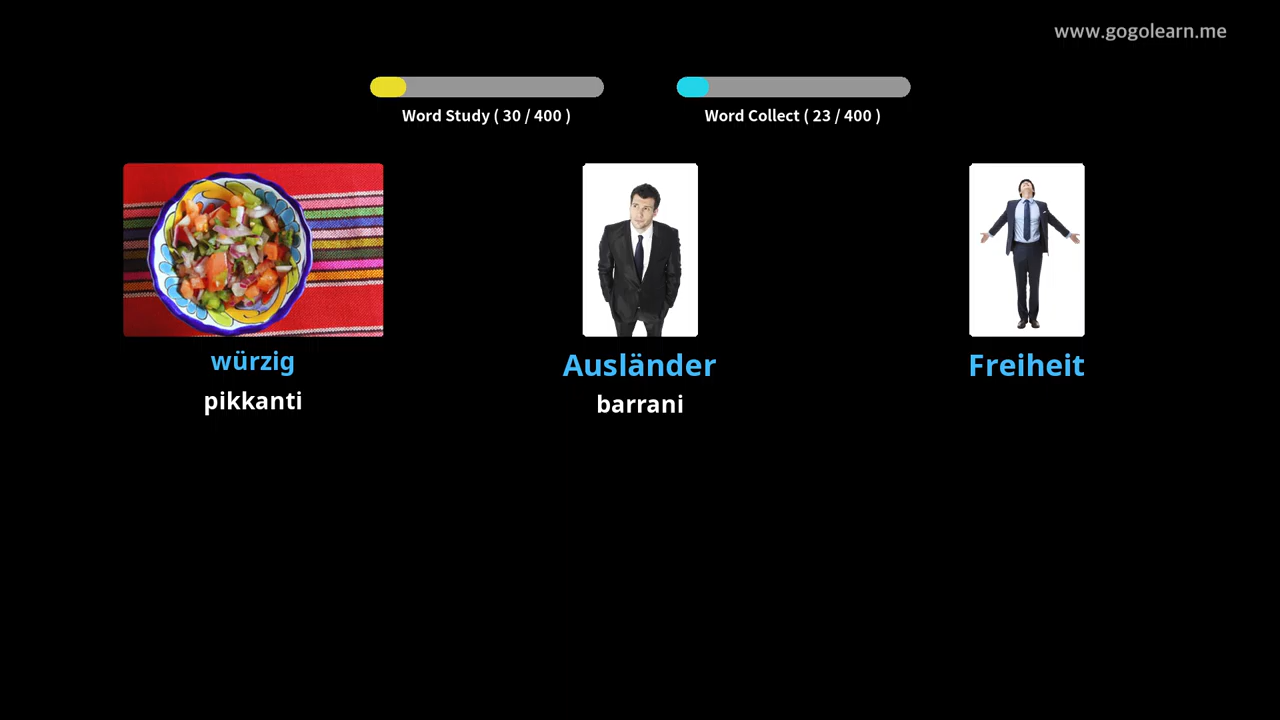 www.gogolearn.me
Word Study ( 30 / 400 )
Word Collect ( 23 / 400 )
würzig
pikkanti
Ausländer
barrani
Freiheit